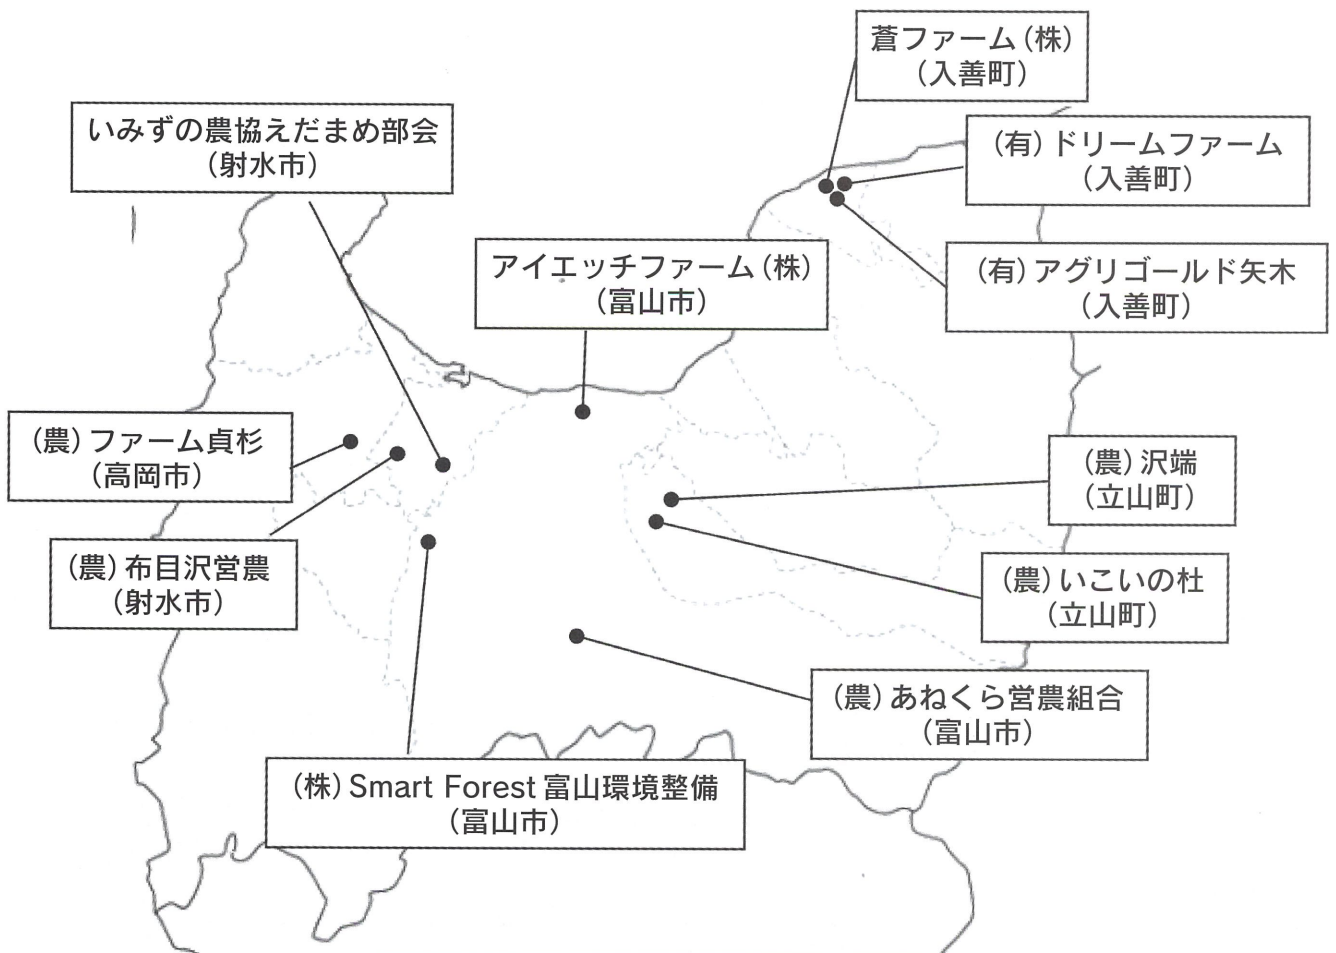 蒼ファーム（株）
（入善町）
いみずの農協えだまめ部会
（射水市）
（有）ドリームファーム
（入善町）
アイエッチファーム（株）
（富山市）
（有）アグリゴールド矢木
（入善町）
（農）ファーム貞杉
（高岡市）
（農）沢端
（立山町）
（農）布目沢営農
（射水市）
（農）いこいの杜
（立山町）
（農）あねくら営農組合
（富山市）
（株）Smart Forest 富山環境整備
（富山市）